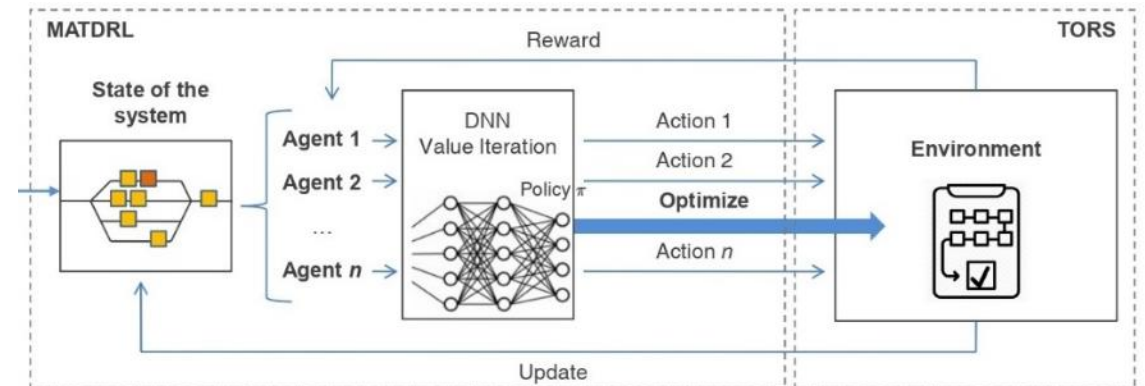 MATDRL
TORS
Reward
State of the
system
Agent 1
Agent 2
...
Agent n
DNN
Value Iteration
Policy π
Action 1
Action 2
Optimize
Action n
Environment
Update